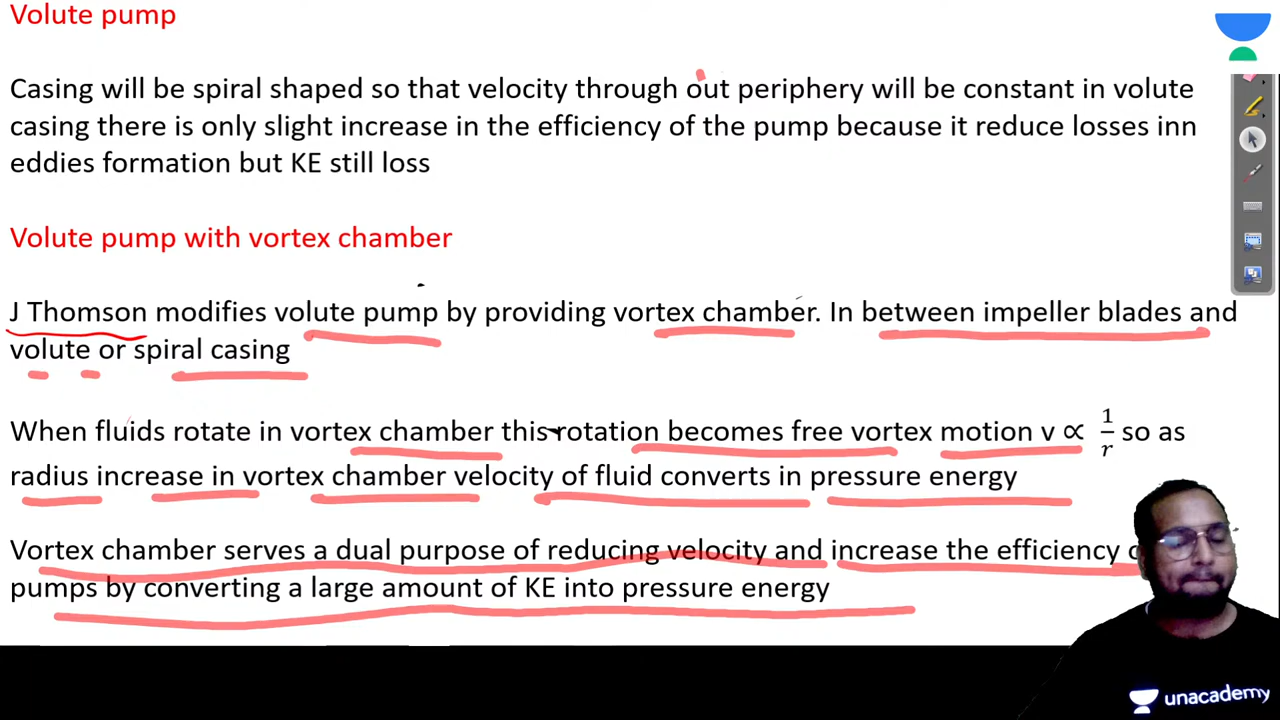 Volute pump
Casing will be spiral shaped so that velocity through out periphery will be constant in volute
casing there is only slight increase in the efficiency of the pump because it reduce losses inn
eddies formation but KE still loss
Volute pump with vortex chamber
J Thomson modifies volute pump by providing vortex chamber. In between impeller blades and
volute or spiral casing
When fluids rotate in vortex chamber this rotation becomes free vortex motion v ∝ 1/r so as
radius increase in vortex chamber velocity of fluid converts in pressure energy
Vortex chamber serves a dual purpose of reducing velocity and increase the efficiency
pumps by converting a large amount of KE into pressure energy
unacademy